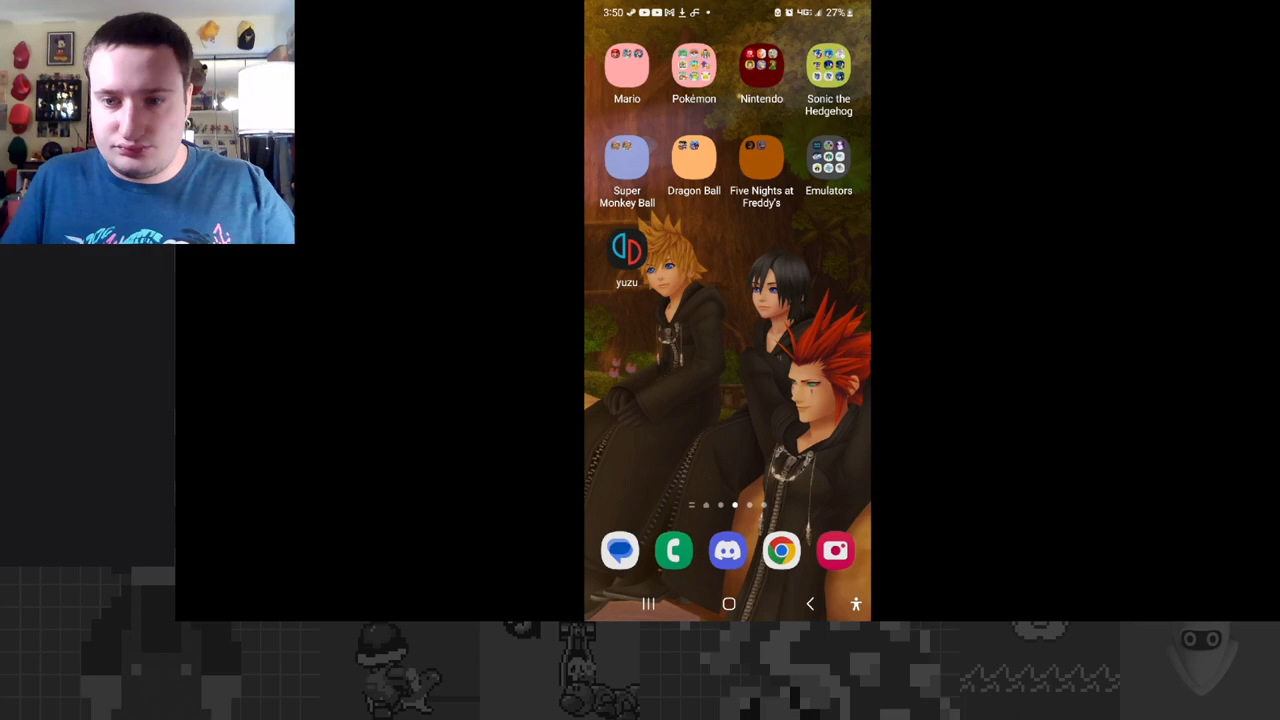 3:50 4G 27%
Mario Pokémon Nintendo Sonic the
Hedgehog
Super Dragon Ball Five Nights at Emulators
Monkey Ball Freddy's
yuzu